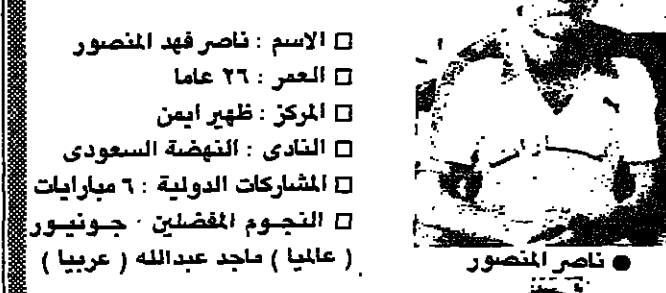 □ الاسم : ناصر فهد المنصور
□ العمر : ٢٦ عاما
□ المركز : ظهير ايمن
□ النادى : النهضة السعودى
□ المشاركات الدولية : ٦ مبارايات
□ النجوم المفضلين · جونيور
( عالميا ) ماجد عبدالله ( عربيا )
● ناصر المنصور